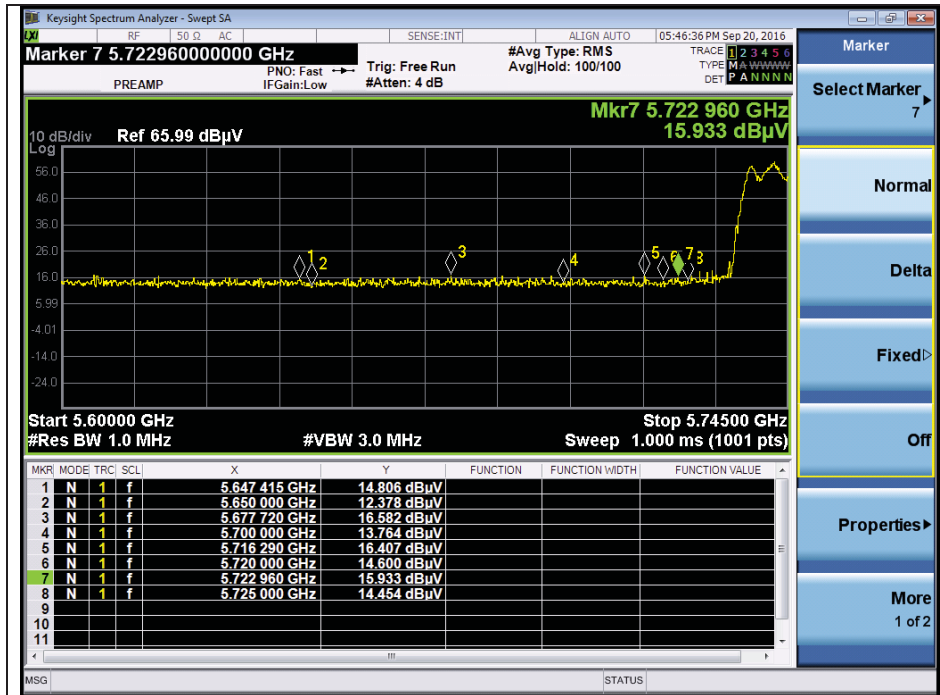 Keysight Spectrum Analyzer - Swept SA
LXI RF 50 Ω AC SENSE:INT ALIGN AUTO 05:46:36 PM Sep 20, 2016
Marker 7 5.722960000000 GHz
PREAMP
PNO: Fast
IFGain:Low
Trig: Free Run
#Atten: 4 dB
#Avg Type: RMS
Avg|Hold: 100/100
TRACE 1 2 3 4 5 6
TYPE M A W W W W
DET P A N N N N
Mkr7 5.722 960 GHz
15.933 dBµV
10 dB/div Ref 65.99 dBµV
Log
56.0
46.0
36.0
26.0
16.0
5.99
-4.01
-14.0
-24.0
1 2 3 4 5 6 7 8
Start 5.60000 GHz Stop 5.74500 GHz
#Res BW 1.0 MHz #VBW 3.0 MHz Sweep 1.000 ms (1001 pts)
MKR MODE TRC SCL X Y FUNCTION FUNCTION WIDTH FUNCTION VALUE
1 N 1 f 5.647 415 GHz 14.806 dBµV
2 N 1 f 5.650 000 GHz 12.378 dBµV
3 N 1 f 5.677 720 GHz 16.582 dBµV
4 N 1 f 5.700 000 GHz 13.764 dBµV
5 N 1 f 5.716 290 GHz 16.407 dBµV
6 N 1 f 5.720 000 GHz 14.600 dBµV
7 N 1 f 5.722 960 GHz 15.933 dBµV
8 N 1 f 5.725 000 GHz 14.454 dBµV
9
10
11
MSG STATUS
Marker
Select Marker
7
Normal
Delta
Fixed
Off
Properties
More
1 of 2